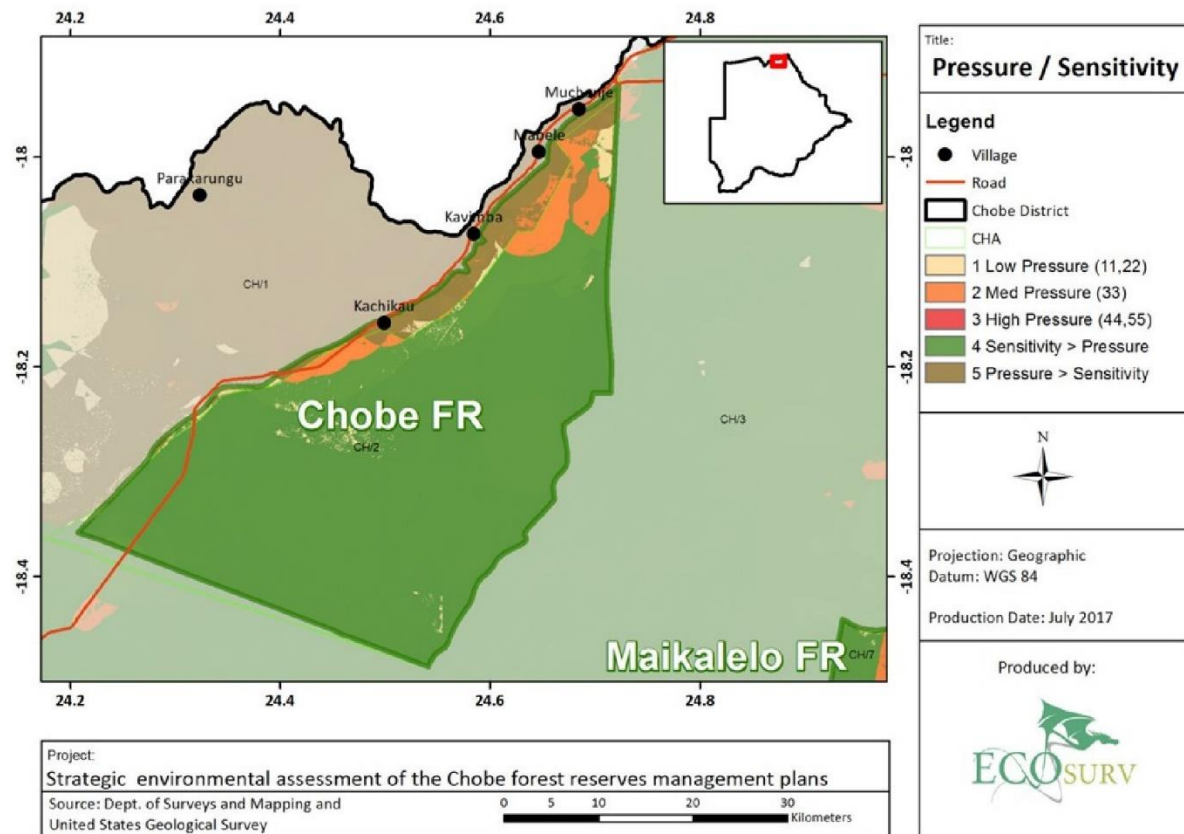 24.2 24.4 24.6 24.8
-18
-18.2
-18.4
Muchenje
Mabele
Parakarungu
Kavimba
CH/1
Kachikau
Chobe FR
CH/2
CH/3
Maikalelo FR
CH/7
-18
-18.2
-18.4
24.2 24.4 24.6 24.8
Title:
Pressure / Sensitivity
Legend
Village
Road
Chobe District
CHA
1 Low Pressure (11,22)
2 Med Pressure (33)
3 High Pressure (44,55)
4 Sensitivity > Pressure
5 Pressure > Sensitivity
N
Projection: Geographic
Datum: WGS 84
Production Date: July 2017
Produced by:
ECOSURV
Project:
Strategic environmental assessment of the Chobe forest reserves management plans
Source: Dept. of Surveys and Mapping and
United States Geological Survey
0 5 10 20 30
Kilometers